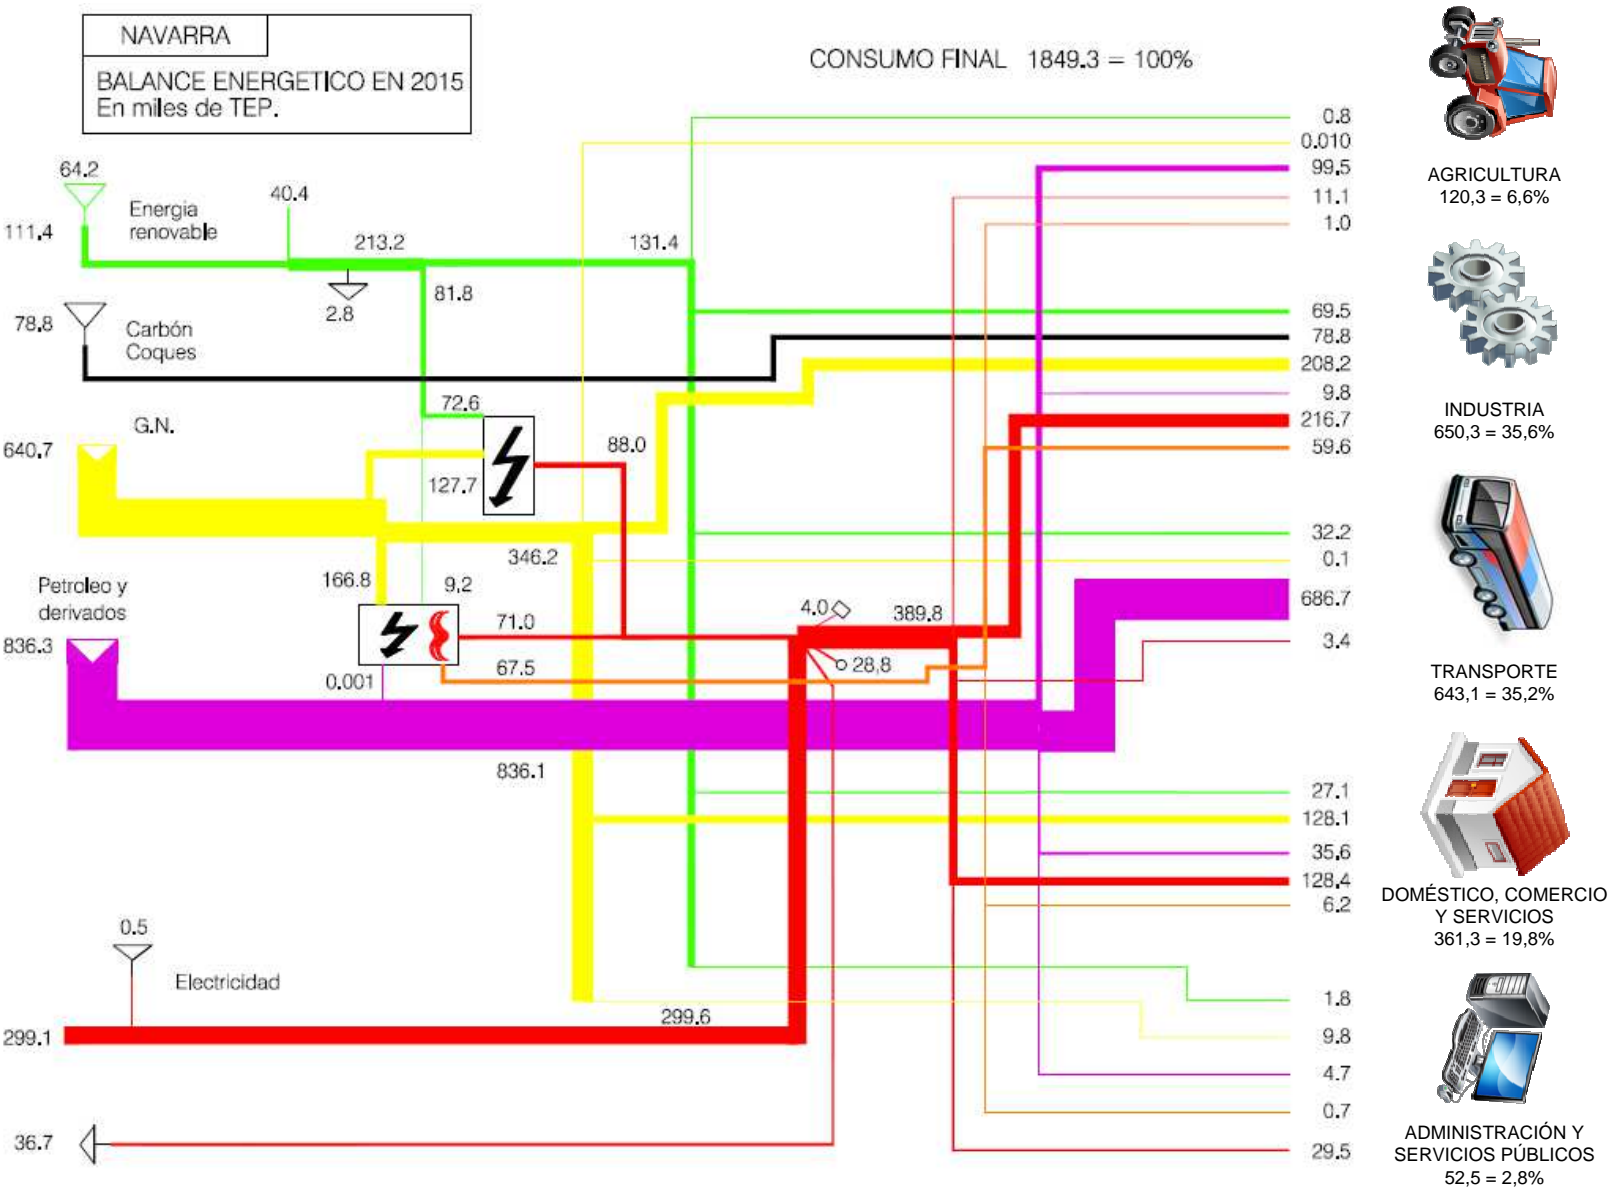 NAVARRA
BALANCE ENERGETICO EN 2015
En miles de TEP.
CONSUMO FINAL 1849.3 = 100%
64.2
111.4
Energia
renovable
40.4
213.2
2.8
81.8
131.4
78.8
Carbón
Coques
G.N.
640.7
72.6
127.7
88.0
346.2
166.8
9,2
71.0
67.5
0.001
Petroleo y
derivados
836.3
836.1
4.0
389.8
28,8
0.5
Electricidad
299.1
299.6
36.7
0.8
0.010
99.5
11.1
1.0
69.5
78.8
208.2
9.8
216.7
59.6
32.2
0.1
686.7
3.4
27.1
128.1
35.6
128.4
6.2
1.8
9.8
4.7
0.7
29.5
AGRICULTURA
120,3 = 6,6%
INDUSTRIA
650,3 = 35,6%
TRANSPORTE
643,1 = 35,2%
DOMÉSTICO, COMERCIO
Y SERVICIOS
361,3 = 19,8%
ADMINISTRACIÓN Y
SERVICIOS PÚBLICOS
52,5 = 2,8%